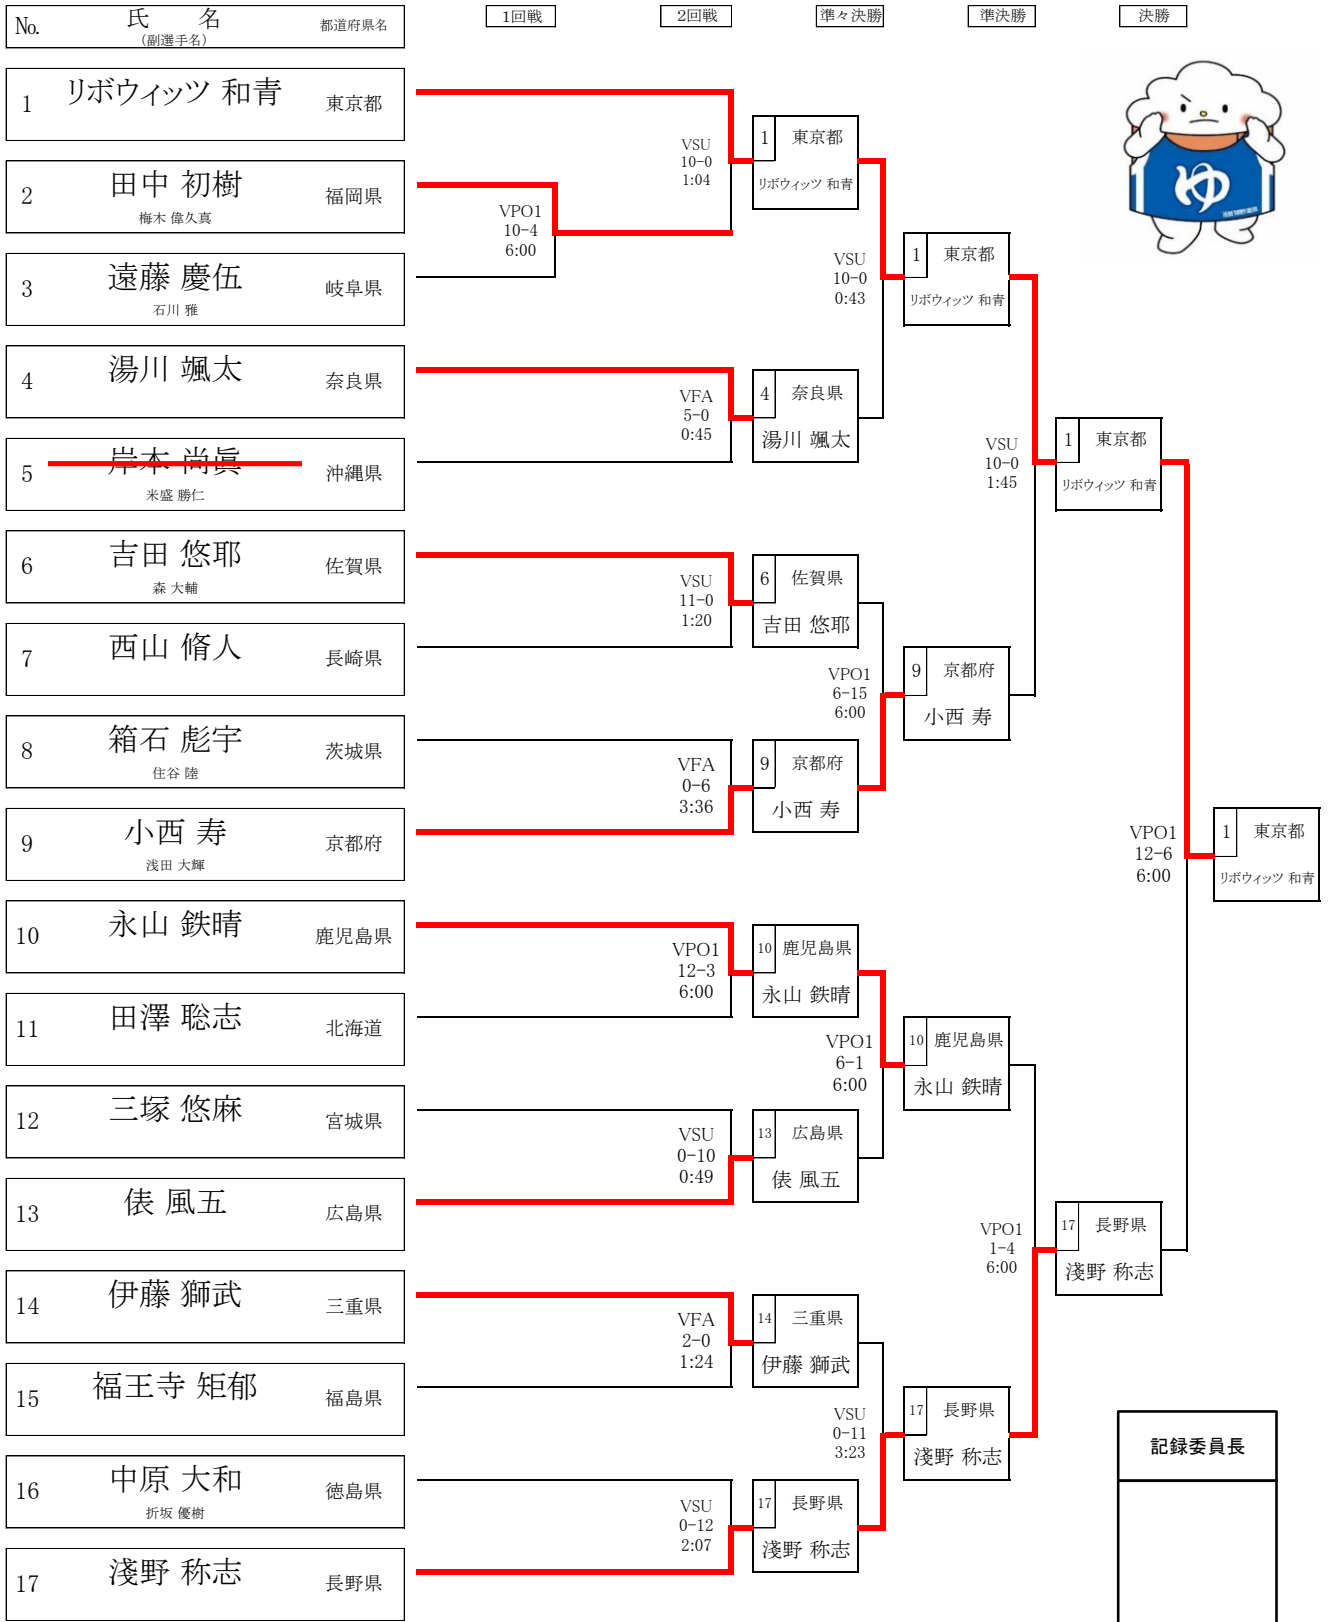 No. 氏 名 都道府県名 1回戦 2回戦 準々決勝 準決勝 決勝
(副選手名)
1 リボウィッツ 和青 東京都
2 田中 初樹 福岡県
梅木 偉久真
3 遠藤 慶伍 岐阜県
石川 雅
4 湯川 颯太 奈良県
5 岸本 尚眞 沖縄県
米盛 勝仁
6 吉田 悠耶 佐賀県
森 大輔
7 西山 脩人 長崎県
8 箱石 彪宇 茨城県
住谷 陸
9 小西 寿 京都府
浅田 大輝
10 永山 鉄晴 鹿児島県
11 田澤 聡志 北海道
12 三塚 悠麻 宮城県
13 俵 風五 広島県
14 伊藤 獅武 三重県
15 福王寺 矩郁 福島県
16 中原 大和 徳島県
折坂 優樹
17 淺野 称志 長野県
VPO1
10-4
6:00
VSU
10-0
1:04
VFA
5-0
0:45
VSU
11-0
1:20
VFA
0-6
3:36
VPO1
12-3
6:00
VSU
0-10
0:49
VFA
2-0
1:24
VSU
0-12
2:07
1 東京都
リボウィッツ 和青
4 奈良県
湯川 颯太
6 佐賀県
吉田 悠耶
9 京都府
小西 寿
10 鹿児島県
永山 鉄晴
13 広島県
俵 風五
14 三重県
伊藤 獅武
17 長野県
淺野 称志
VSU
10-0
0:43
VPO1
6-15
6:00
VPO1
6-1
6:00
VSU
0-11
3:23
1 東京都
リボウィッツ 和青
9 京都府
小西 寿
10 鹿児島県
永山 鉄晴
17 長野県
淺野 称志
VSU
10-0
1:45
VPO1
1-4
6:00
1 東京都
リボウィッツ 和青
17 長野県
淺野 称志
VPO1
12-6
6:00
1 東京都
リボウィッツ 和青
ゆ
記録委員長